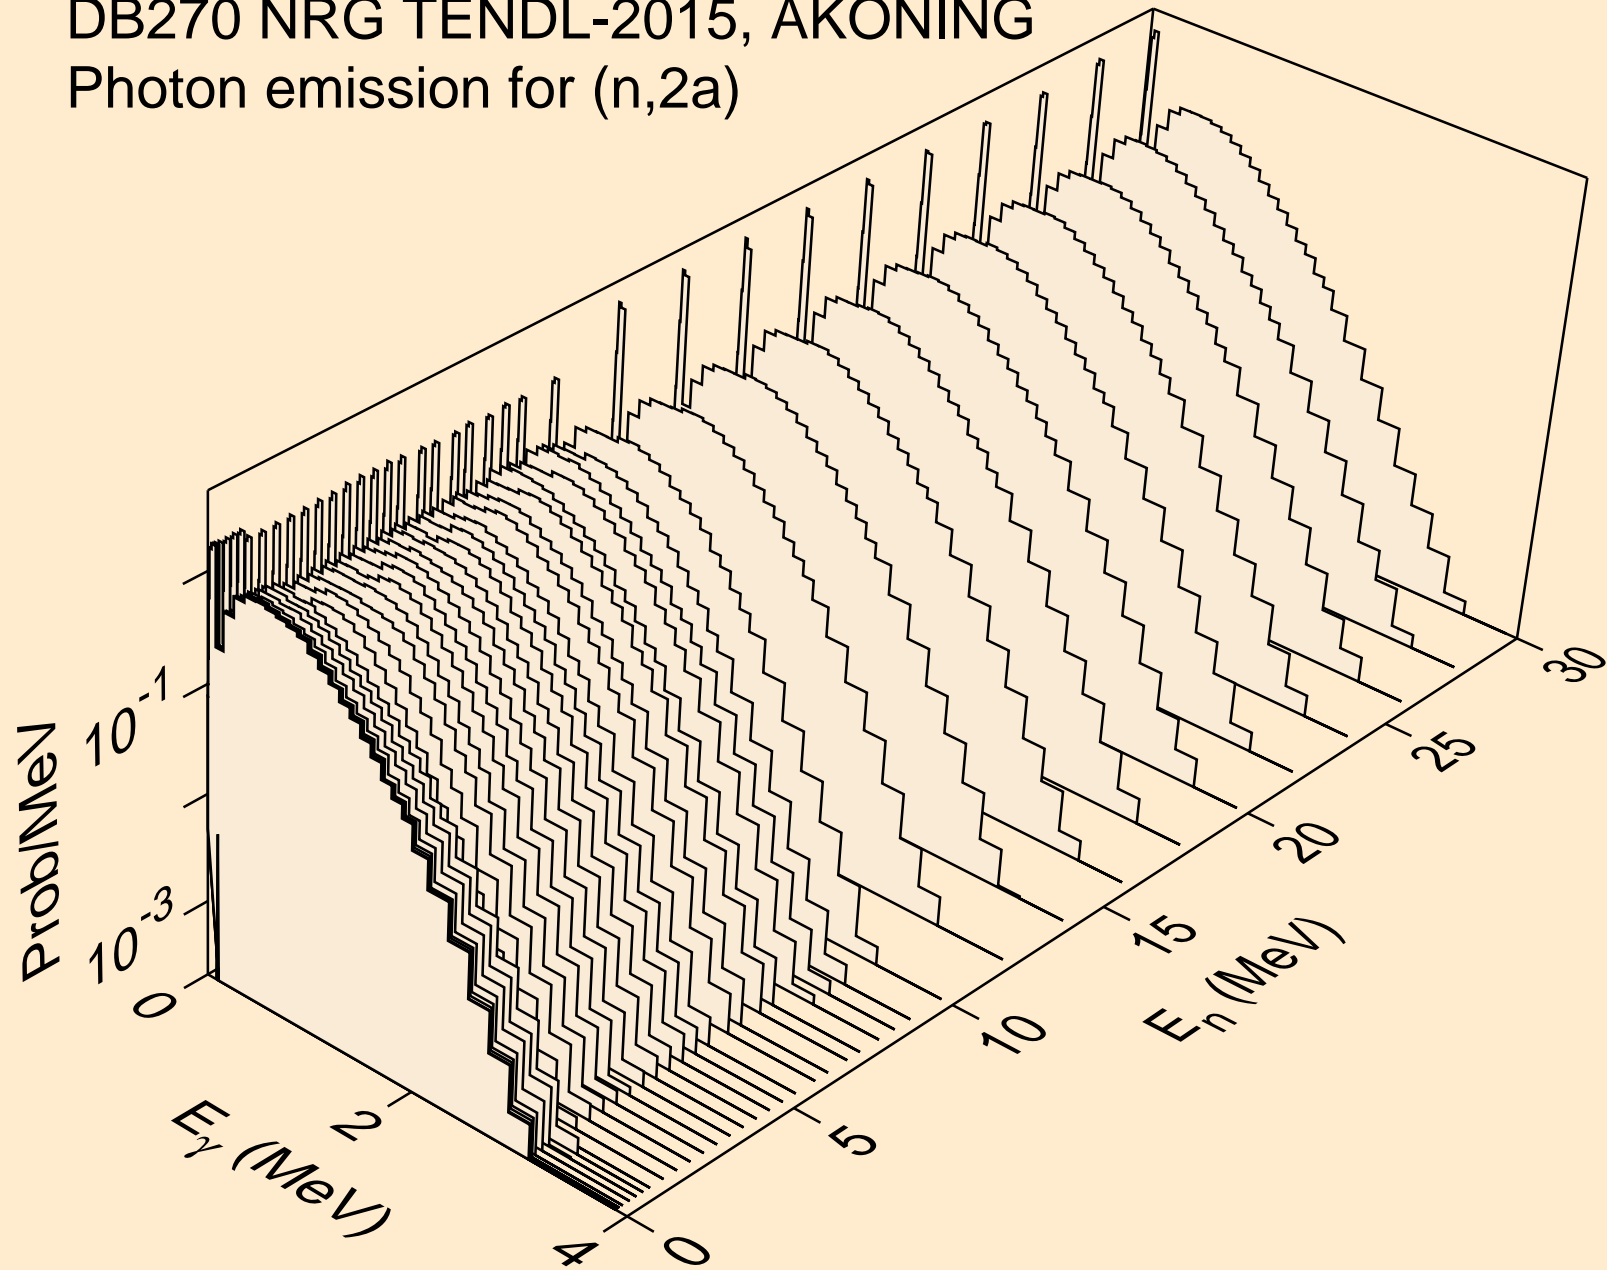 DB270 NRG TENDL-2015, AKONING
Photon emission for (n,2a)
Prob/MeV
10-1
10-3
0
2
4
Eγ (MeV)
0
5
10
15
20
25
30
En (MeV)